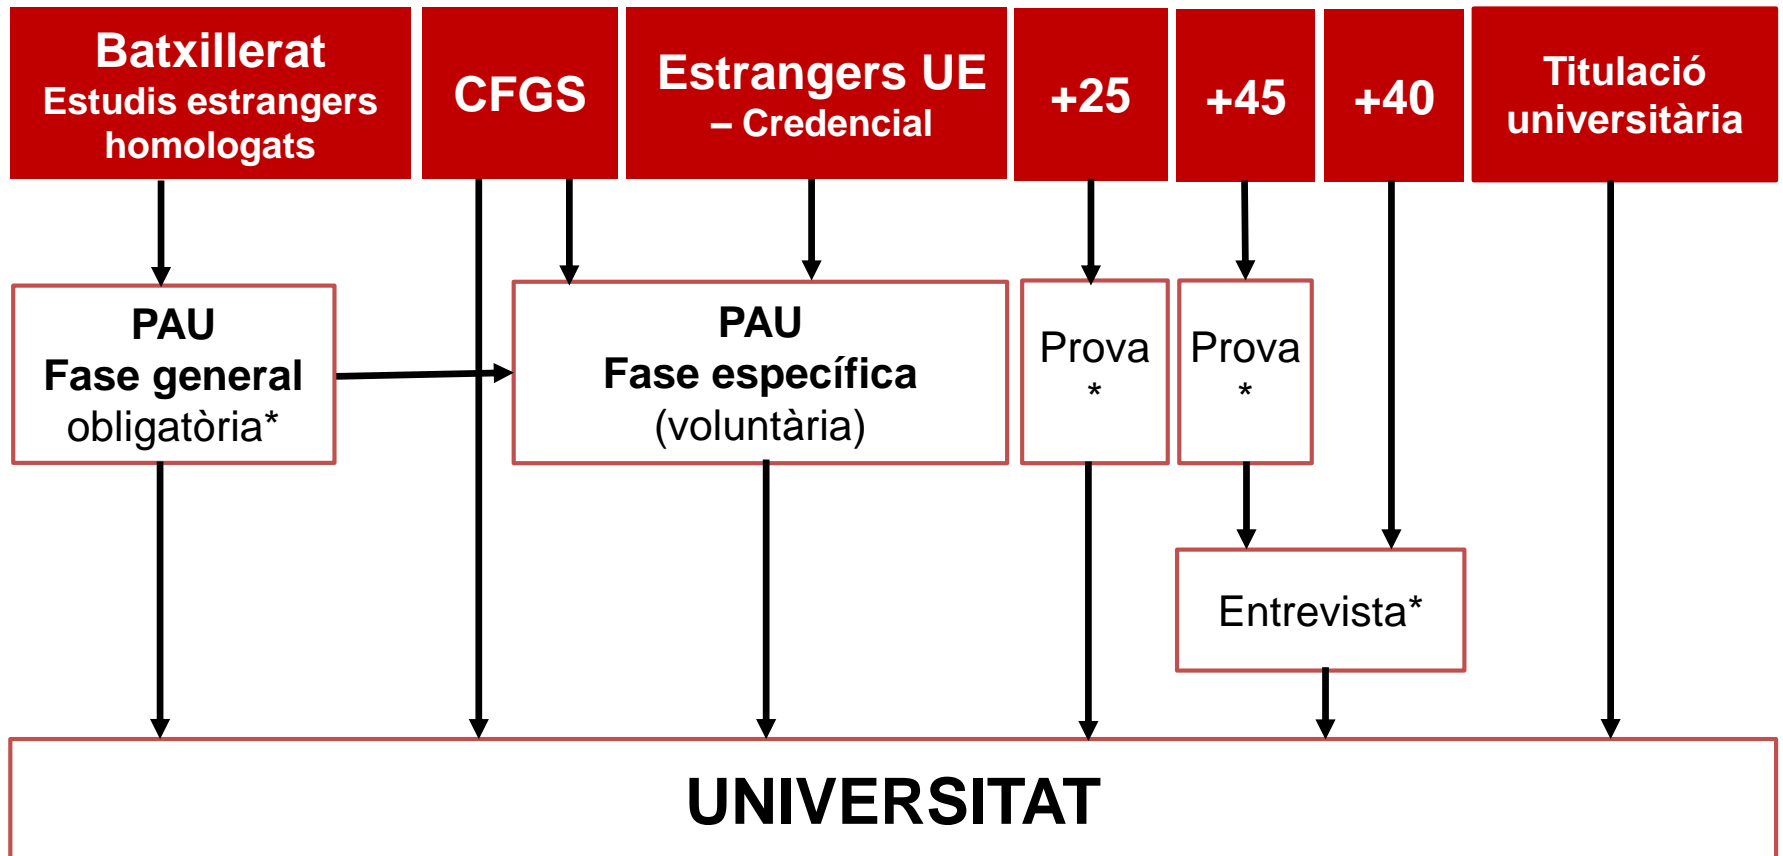 Batxillerat
Estudis estrangers
homologats
CFGS
Estrangers UE
– Credencial
+25
+45
+40
Titulació
universitària
PAU
Fase general
obligatòria*
PAU
Fase específica
(voluntària)
Prova
*
Prova
*
Entrevista*
UNIVERSITAT